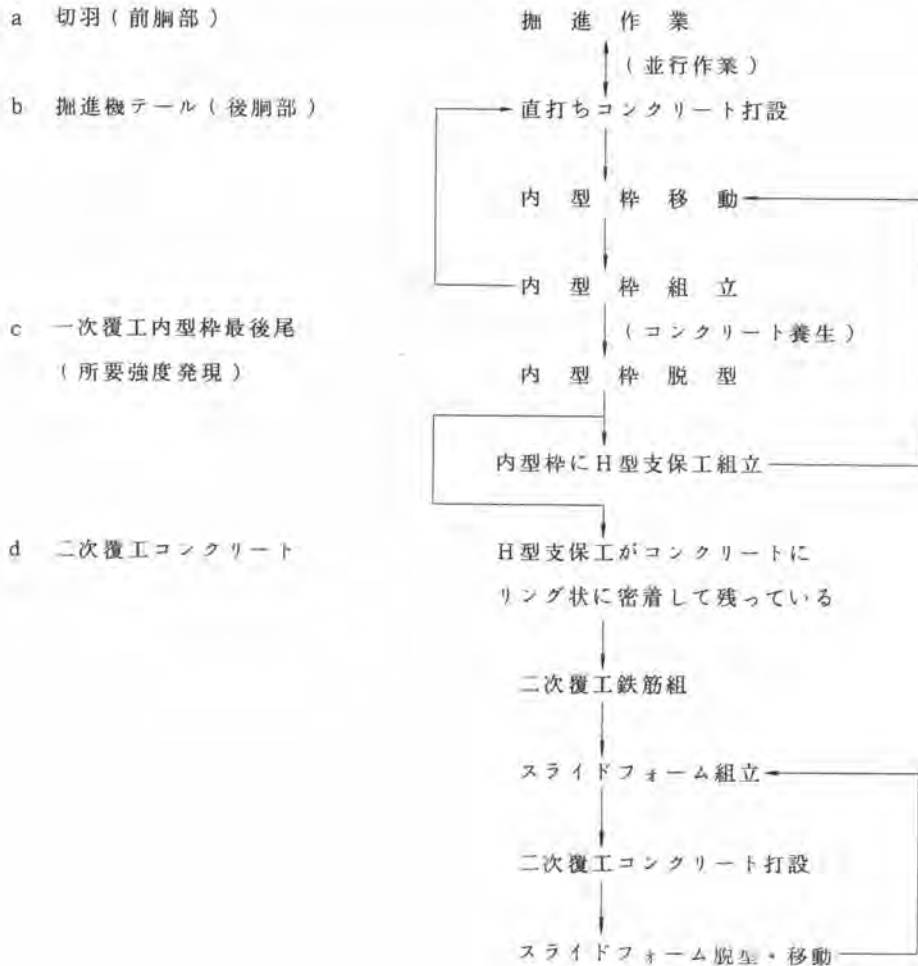 a 切羽(前胴部)
掘進作業
(並行作業)
b 掘進機テール(後胴部)
直打ちコンクリート打設
内型枠移動
内型枠組立
c 一次覆工内型枠最後尾
(所要強度発現)
(コンクリート養生)
内型枠脱型
内型枠にH型支保工組立
d 二次覆工コンクリート
H型支保工がコンクリートに
リング状に密着して残っている
二次覆工鉄筋組
スライドフォーム組立
二次覆工コンクリート打設
スライドフォーム脱型・移動